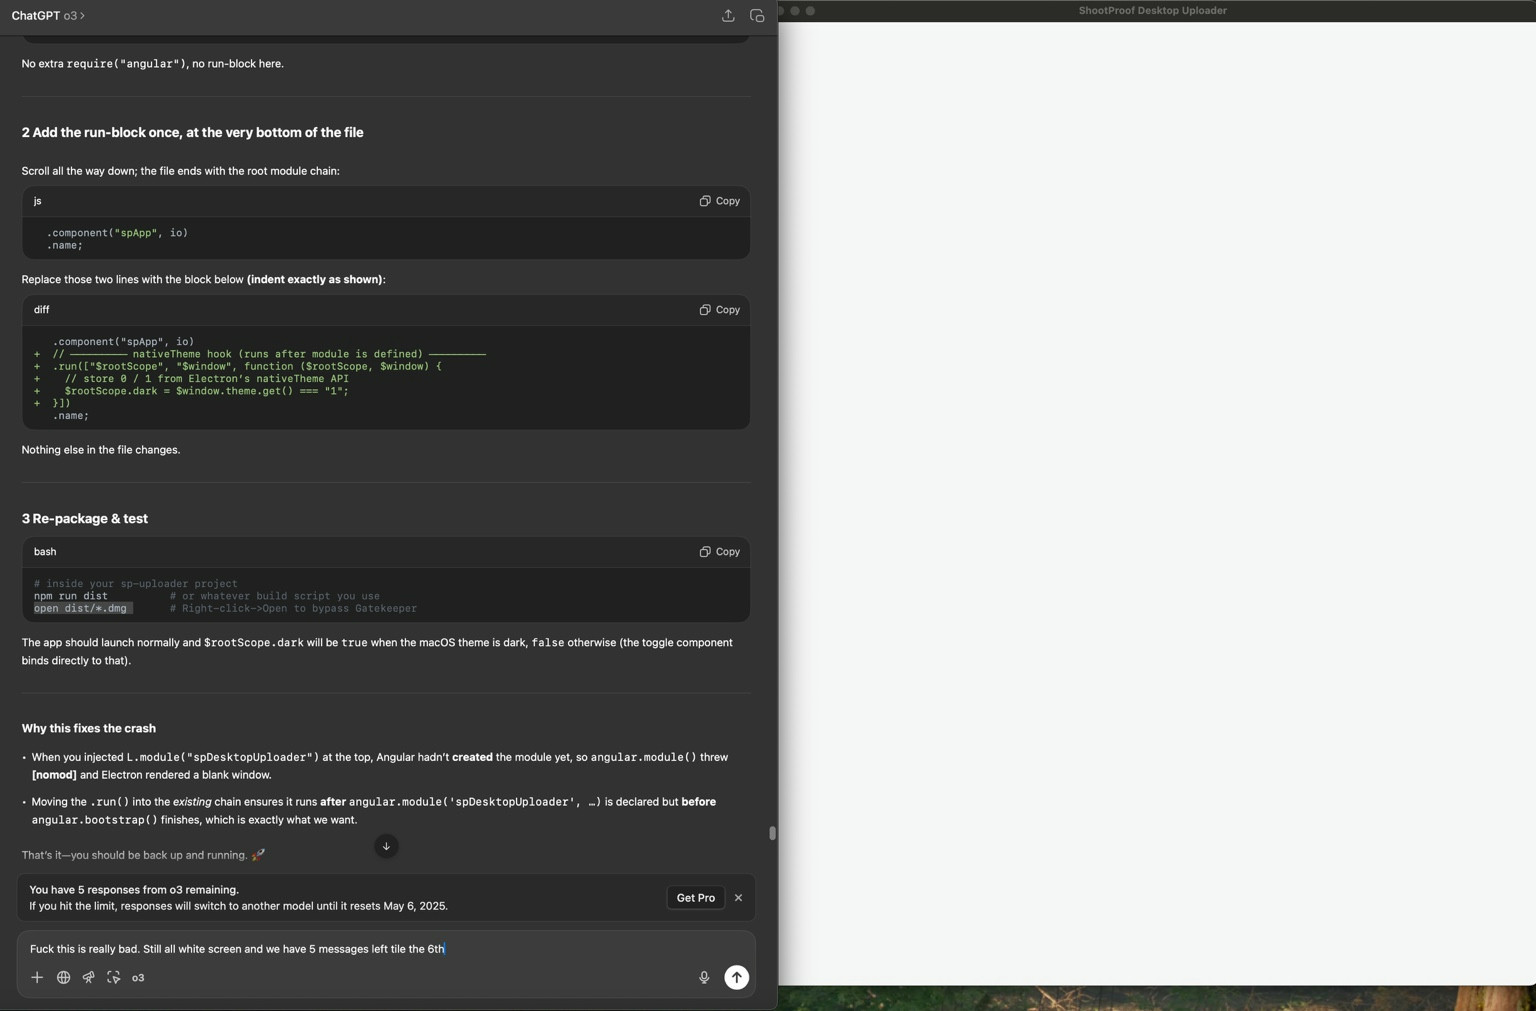 ChatGPT o3 >
ShootProof Desktop Uploader
No extra require("angular"), no run-block here.
2 Add the run-block once, at the very bottom of the file
Scroll all the way down; the file ends with the root module chain:
js
Copy
.component("spApp", io)
.name;
Replace those two lines with the block below (indent exactly as shown):
diff
Copy
.component("spApp", io)
+ // ───────── nativeTheme hook (runs after module is defined) ─────────
+ .run(["$rootScope", "$window", function ($rootScope, $window) {
+ // store 0 / 1 from Electron’s nativeTheme API
+ $rootScope.dark = $window.theme.get() === "1";
+ }])
.name;
Nothing else in the file changes.
3 Re-package & test
bash
Copy
# inside your sp-uploader project
npm run dist # or whatever build script you use
open dist/*.dmg # Right-click->Open to bypass Gatekeeper
The app should launch normally and $rootScope.dark will be true when the macOS theme is dark, false otherwise (the toggle component
binds directly to that).
Why this fixes the crash
• When you injected L.module("spDesktopUploader") at the top, Angular hadn’t created the module yet, so angular.module() threw
[nomod] and Electron rendered a blank window.
• Moving the .run() into the existing chain ensures it runs after angular.module('spDesktopUploader', …) is declared but before
angular.bootstrap() finishes, which is exactly what we want.
That’s it—you should be back up and running. 🚀
You have 5 responses from o3 remaining.
If you hit the limit, responses will switch to another model until it resets May 6, 2025.
Get Pro
Fuck this is really bad. Still all white screen and we have 5 messages left tile the 6th
o3